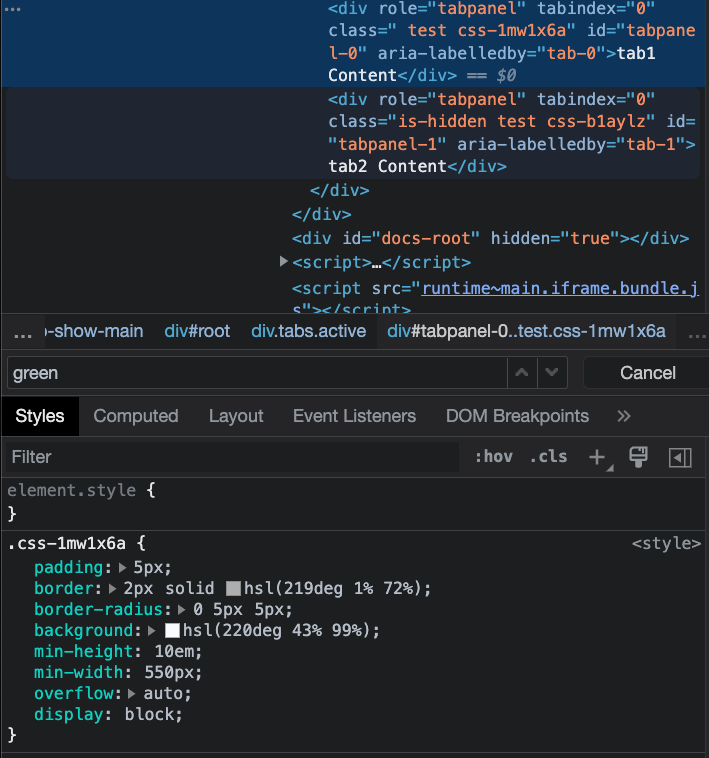 …
<div role="tabpanel" tabindex="0"
class=" test css-1mw1x6a" id="tabpane
l-0" aria-labelledby="tab-0">tab1
Content</div> == $0
<div role="tabpanel" tabindex="0"
class="is-hidden test css-b1aylz" id=
"tabpanel-1" aria-labelledby="tab-1">
tab2 Content</div>
</div>
</div>
<div id="docs-root" hidden="true"></div>
<script>…</script>
<script src="runtime~main.iframe.bundle.j
s"></script>
… -show-main div#root div.tabs.active div#tabpanel-0..test.css-1mw1x6a …
green Cancel
Styles Computed Layout Event Listeners DOM Breakpoints »
Filter :hov .cls +
element.style {
}
.css-1mw1x6a { <style>
padding: 5px;
border: 2px solid hsl(219deg 1% 72%);
border-radius: 0 5px 5px;
background: hsl(220deg 43% 99%);
min-height: 10em;
min-width: 550px;
overflow: auto;
display: block;
}